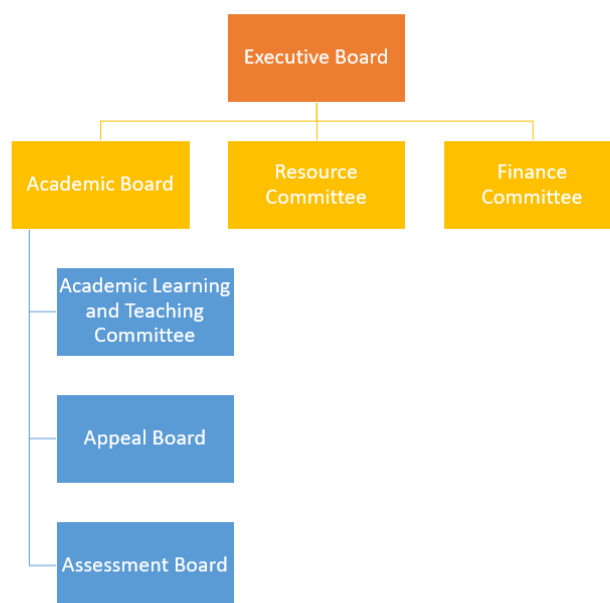 Executive Board
Academic Board
Resource
Committee
Finance
Committee
Academic Learning
and Teaching
Committee
Appeal Board
Assessment Board